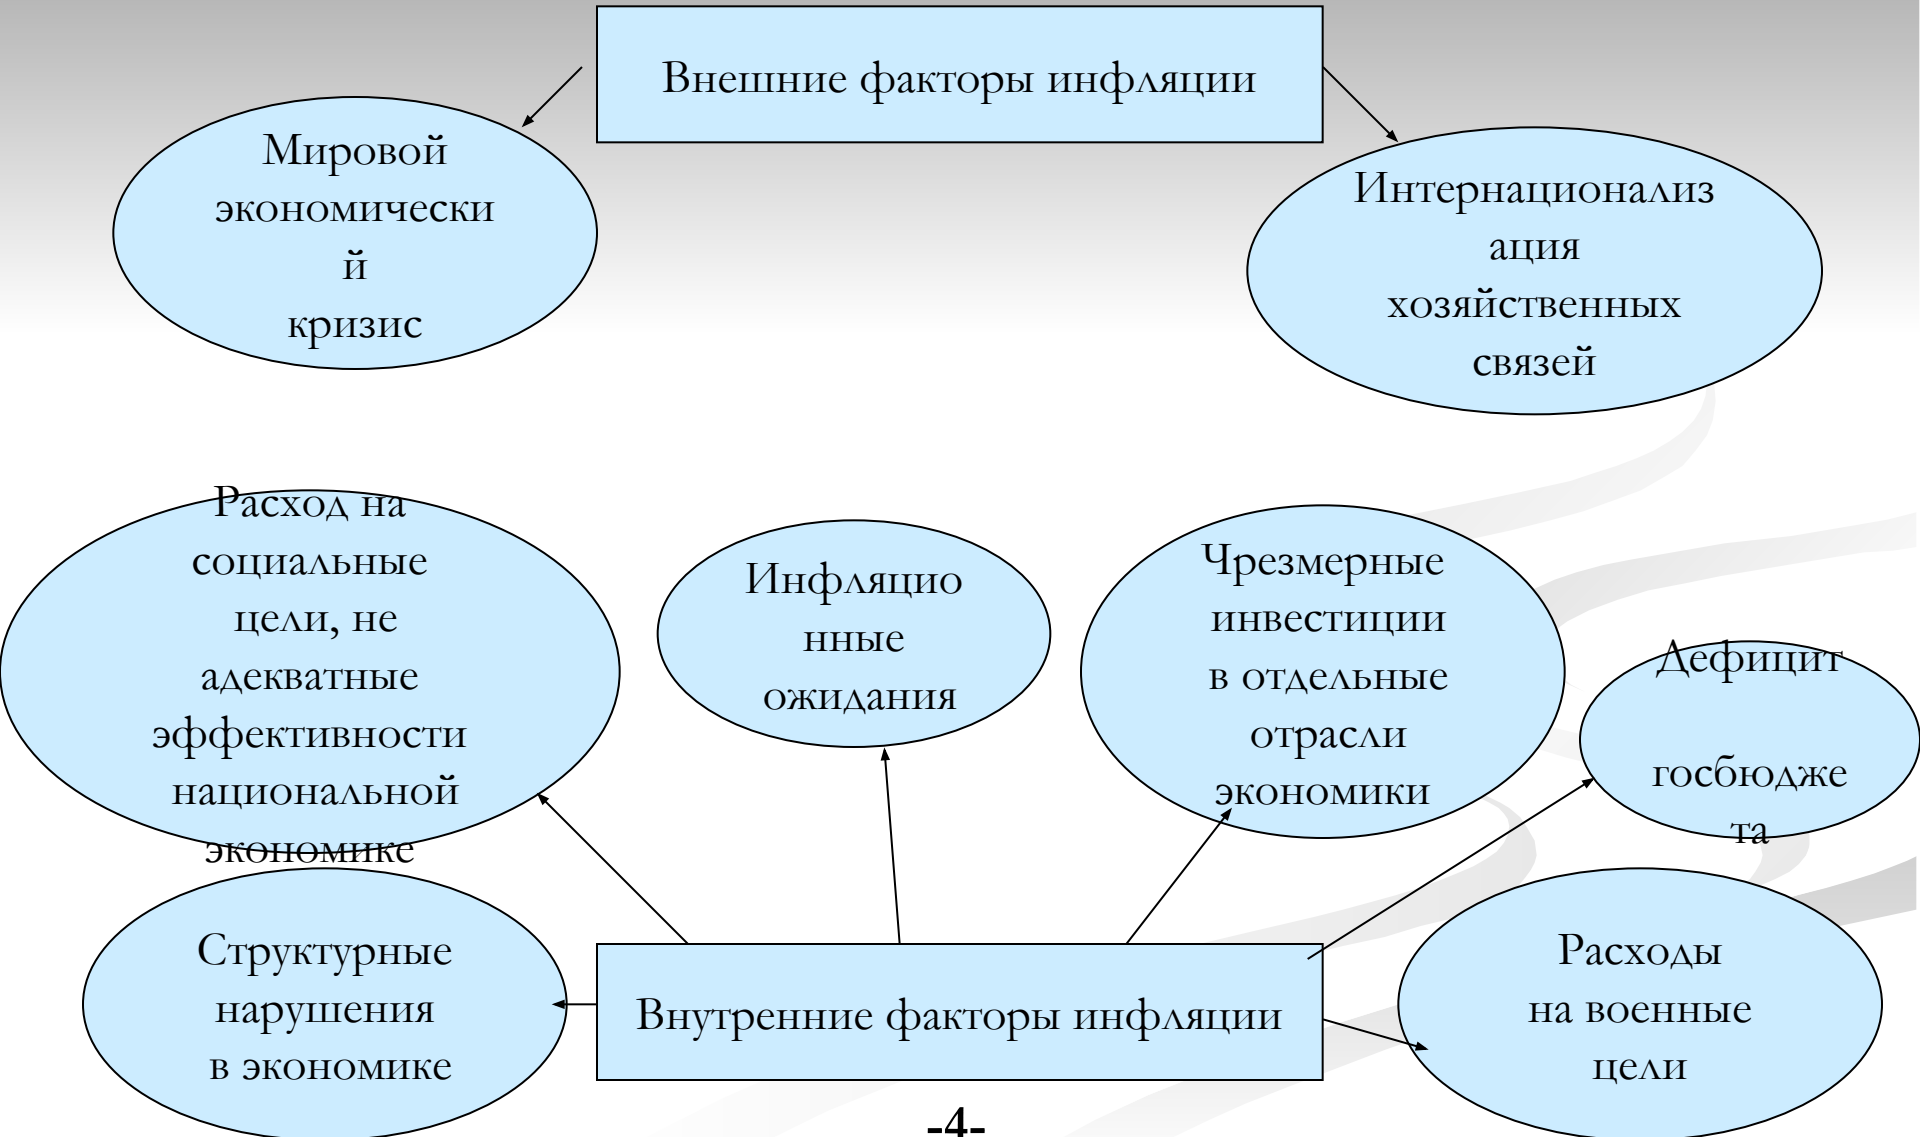 Внешние факторы инфляции
Мировой
экономически
й
кризис
Интернационализ
ация
хозяйственных
связей
Расход на
социальные
цели, не
адекватные
эффективности
национальной
экономике
Инфляцио
нные
ожидания
Чрезмерные
инвестиции
в отдельные
отрасли
экономики
Дефицит
госбюдже
та
Структурные
нарушения
в экономике
Внутренние факторы инфляции
Расходы
на военные
цели
-4-